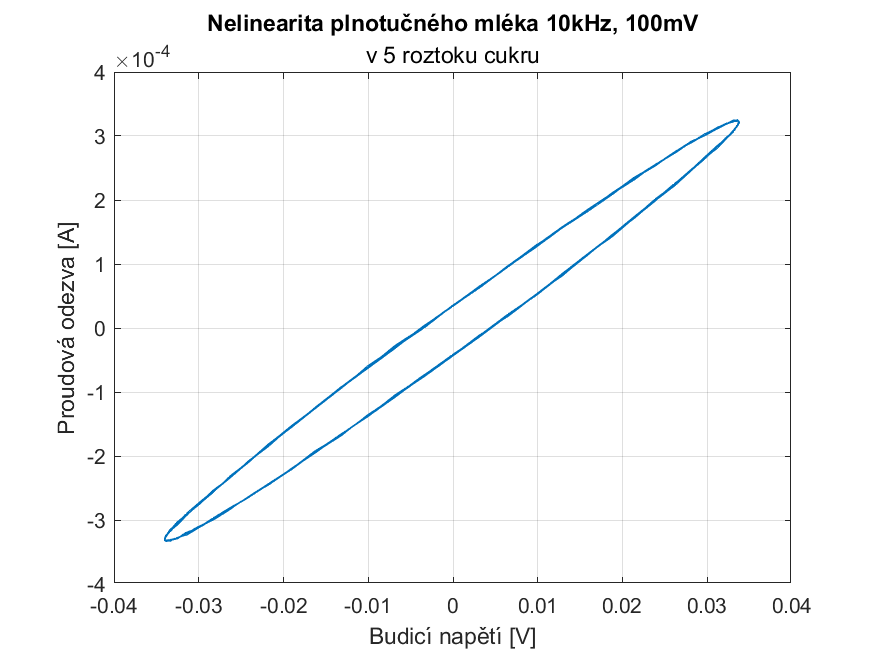 Nelinearita plnotučného mléka 10kHz, 100mV
v 5 roztoku cukru
×10⁻⁴
4
3
2
1
0
-1
-2
-3
-4
Proudová odezva [A]
-0.04 -0.03 -0.02 -0.01 0 0.01 0.02 0.03 0.04
Budicí napětí [V]